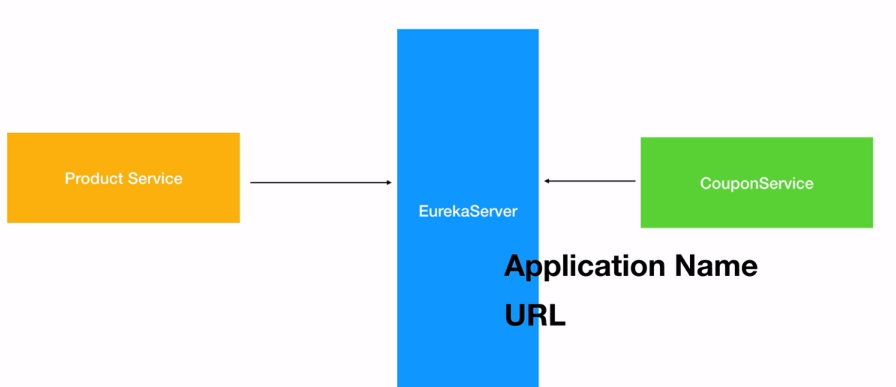 Product Service
EurekaServer
CouponService
Application Name
URL